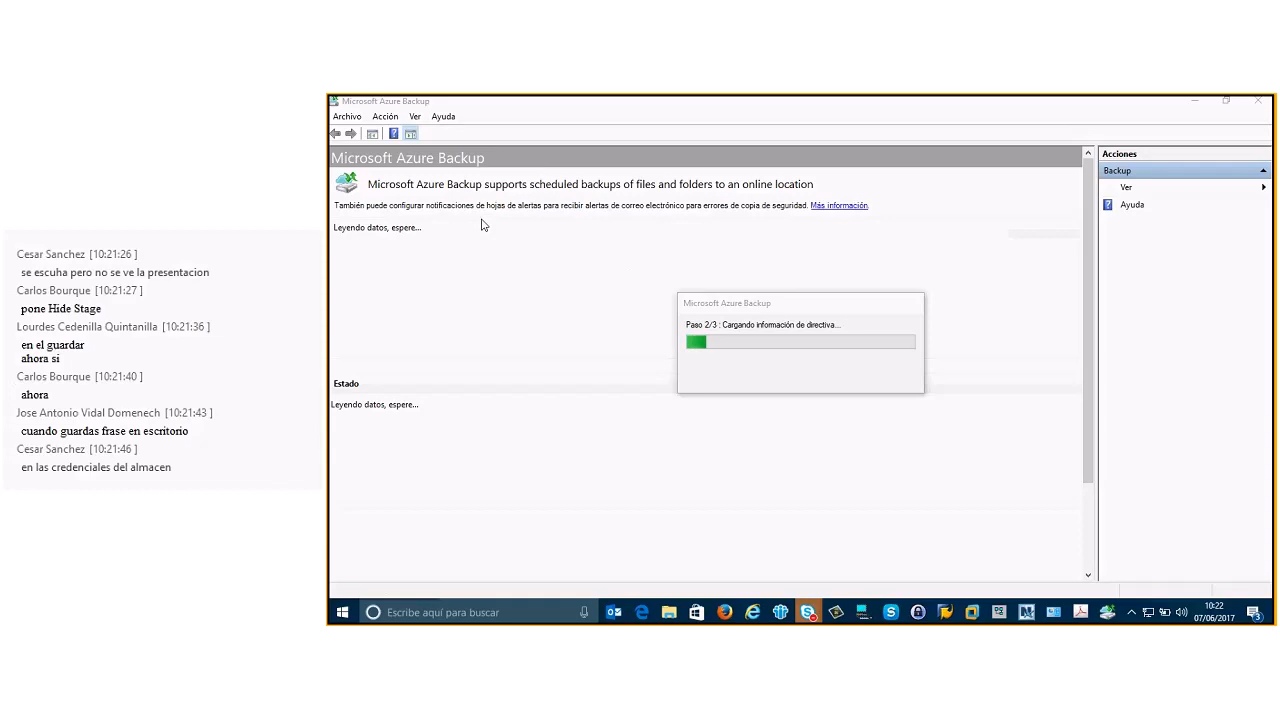 Cesar Sanchez [10:21:26 ]
se escuha pero no se ve la presentacion
Carlos Bourque [10:21:27 ]
pone Hide Stage
Lourdes Cedenilla Quintanilla [10:21:36 ]
en el guardar
ahora si
Carlos Bourque [10:21:40 ]
ahora
Jose Antonio Vidal Domenech [10:21:43 ]
cuando guardas frase en escritorio
Cesar Sanchez [10:21:46 ]
en las credenciales del almacen
Microsoft Azure Backup
Archivo Acción Ver Ayuda
Microsoft Azure Backup
Microsoft Azure Backup supports scheduled backups of files and folders to an online location
También puede configurar notificaciones de hojas de alertas para recibir alertas de correo electrónico para errores de copia de seguridad. Más información.
Leyendo datos, espere...
Microsoft Azure Backup
Paso 2/3 : Cargando información de directiva...
Estado
Leyendo datos, espere...
Acciones
Backup
Ver
Ayuda
Escribe aquí para buscar
10:22
07/06/2017
3